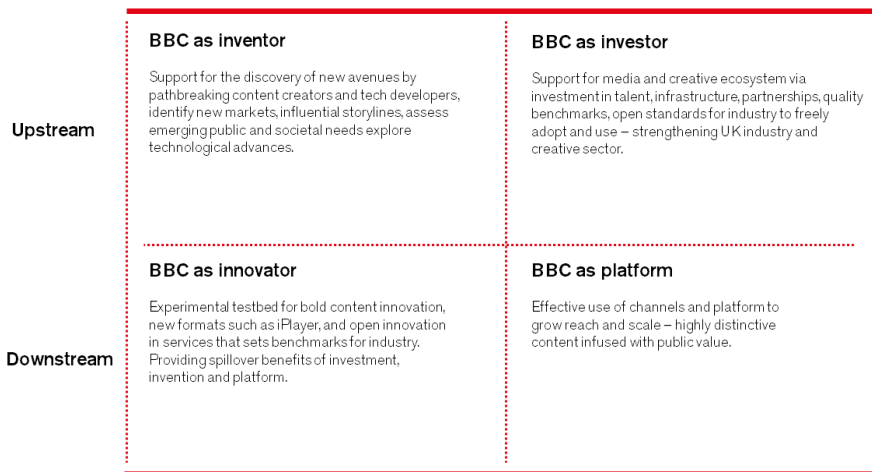 BBC as inventor
Support for the discovery of new avenues by
pathbreaking content creators and tech developers,
identify new markets, influential storylines, assess
emerging public and societal needs explore
technological advances.
BBC as investor
Support for media and creative ecosystem via
investment in talent, infrastructure, partnerships, quality
benchmarks, open standards for industry to freely
adopt and use – strengthening UK industry and
creative sector.
Upstream
BBC as innovator
Experimental testbed for bold content innovation,
new formats such as iPlayer, and open innovation
in services that sets benchmarks for industry.
Providing spillover benefits of investment,
invention and platform.
BBC as platform
Effective use of channels and platform to
grow reach and scale – highly distinctive
content infused with public value.
Downstream